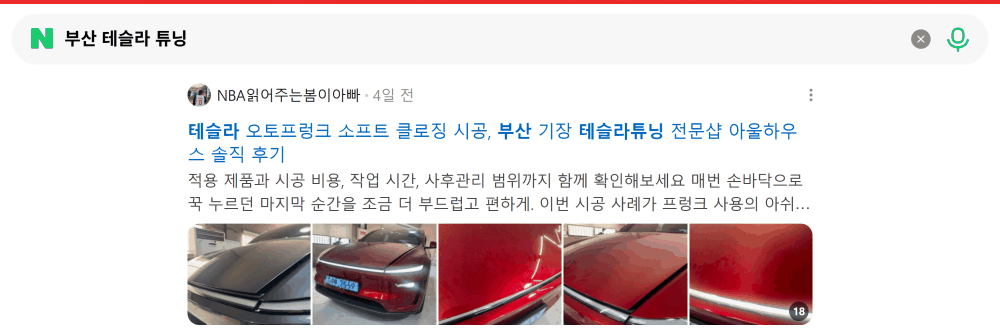 N 부산 테슬라 튜닝
NBA읽어주는봄이아빠 · 4일 전
테슬라 오토프렁크 소프트 클로징 시공, 부산 기장 테슬라튜닝 전문샵 아울하우
스 솔직 후기
적용 제품과 시공 비용, 작업 시간, 사후관리 범위까지 함께 확인해보세요 매번 손바닥으로
꾹 누르던 마지막 순간을 조금 더 부드럽고 편하게. 이번 시공 사례가 프렁크 사용의 아쉬...
18